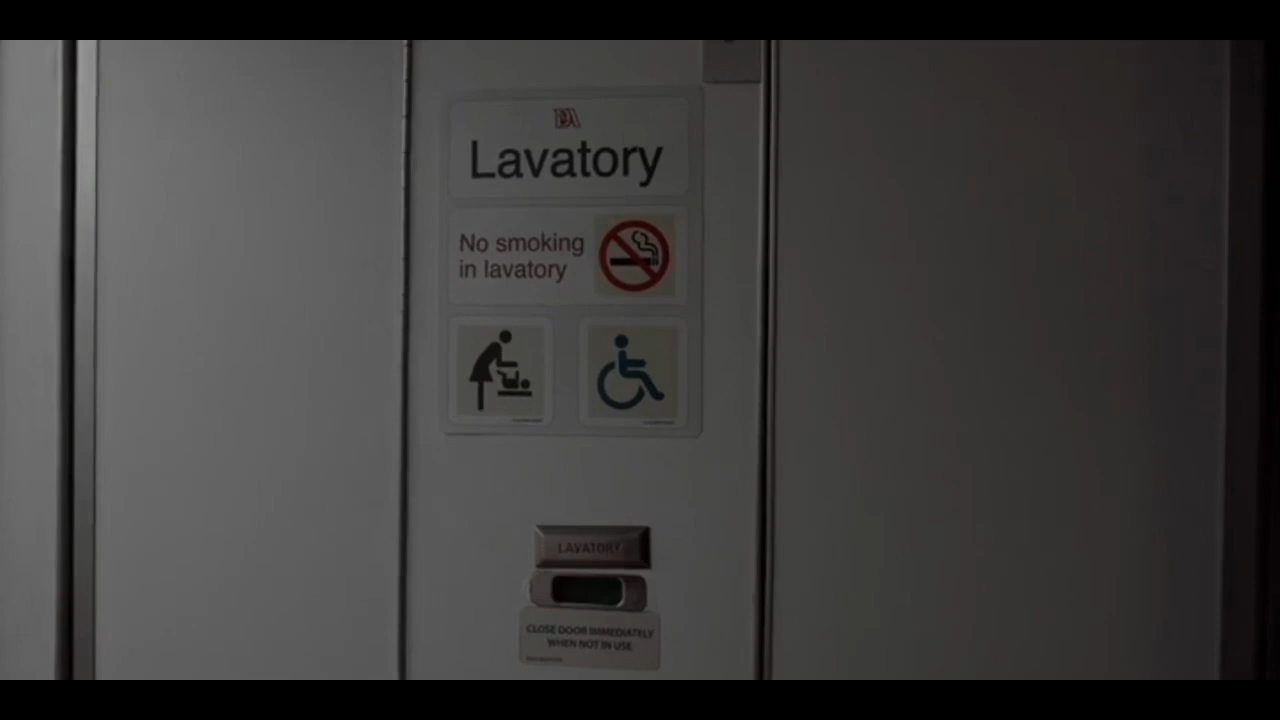 Lavatory
No smoking
in lavatory
LAVATORY
CLOSE DOOR IMMEDIATELY
WHEN NOT IN USE